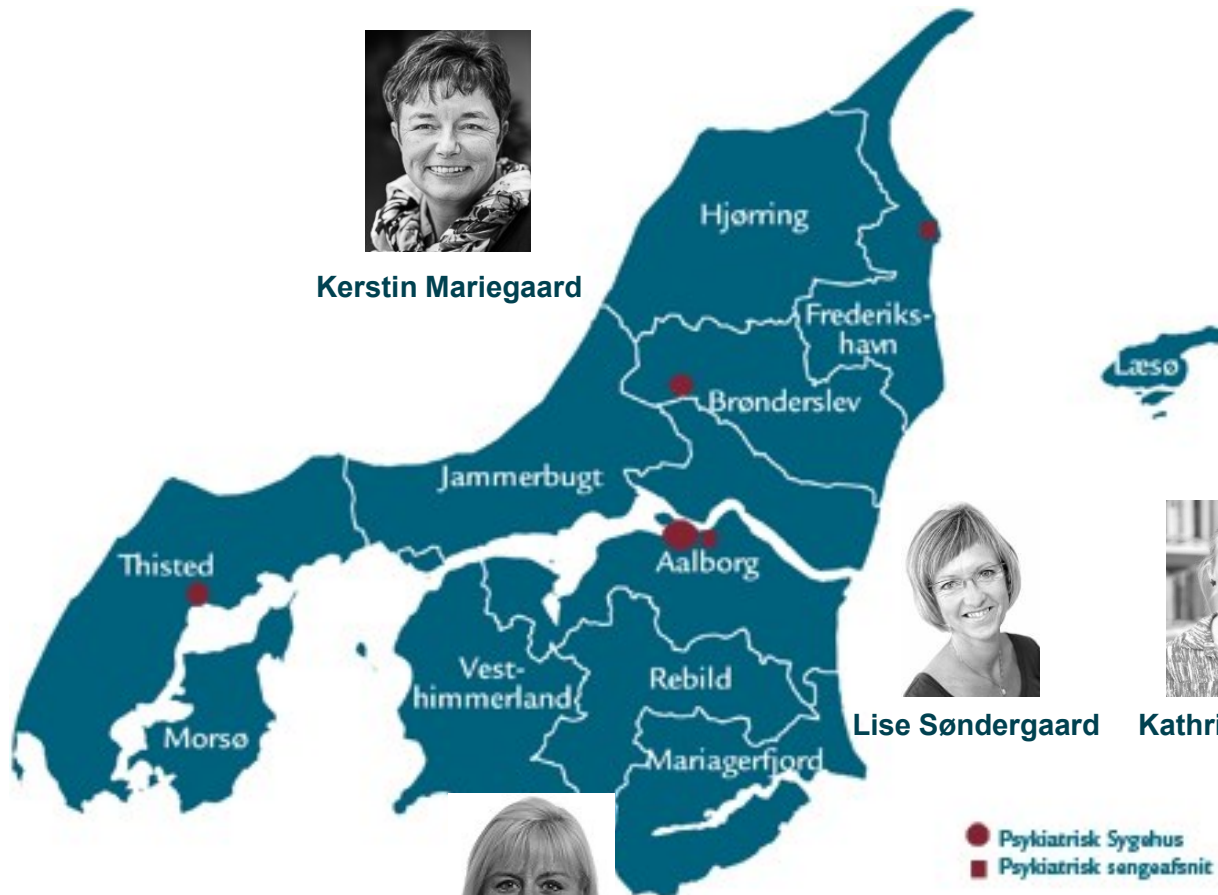 Kerstin Mariegaard
Hjørring
Frederiks-
havn
Læsø
Brønderslev
Jammerbugt
Thisted
Aalborg
Vest-
himmerland
Rebild
Morsø
Lise Søndergaard
Kathri
Mariagerfjord
Psykiatrisk Sygehus
Psykiatrisk sengeafsnit